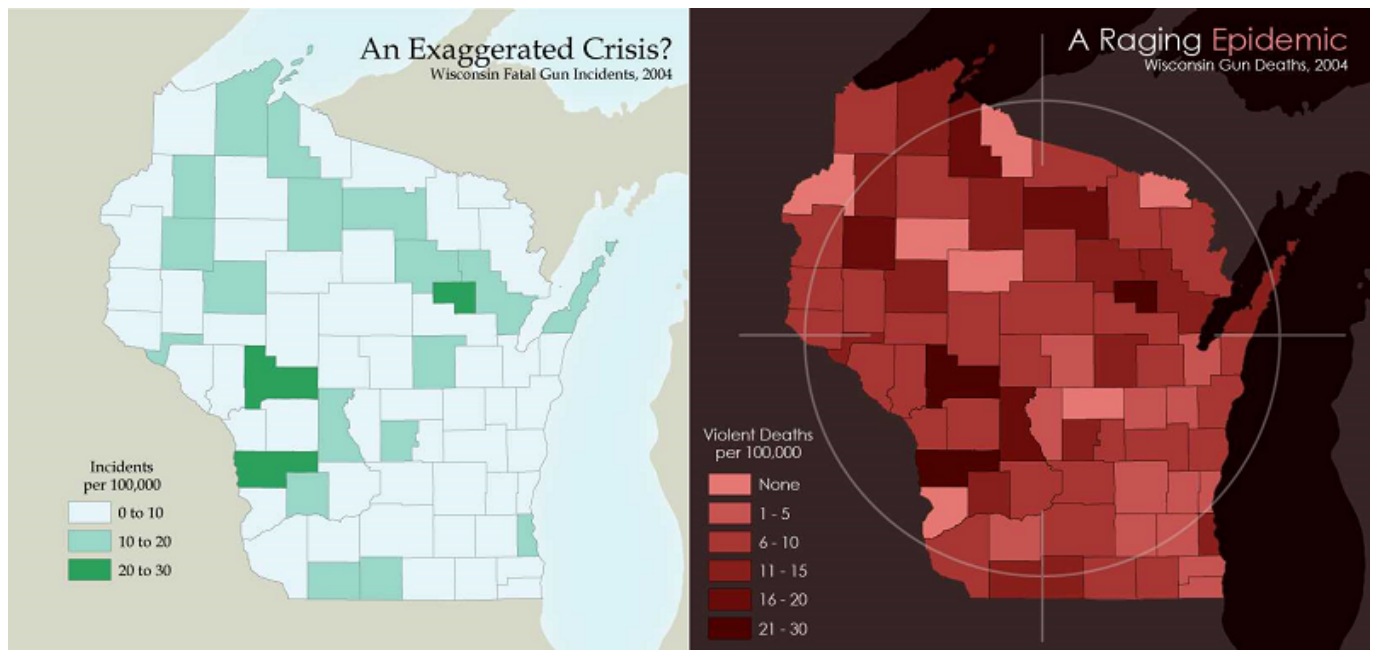 An Exaggerated Crisis?
Wisconsin Fatal Gun Incidents, 2004
Incidents
per 100,000
0 to 10
10 to 20
20 to 30
A Raging Epidemic
Wisconsin Gun Deaths, 2004
Violent Deaths
per 100,000
None
1 - 5
6 - 10
11 - 15
16 - 20
21 - 30